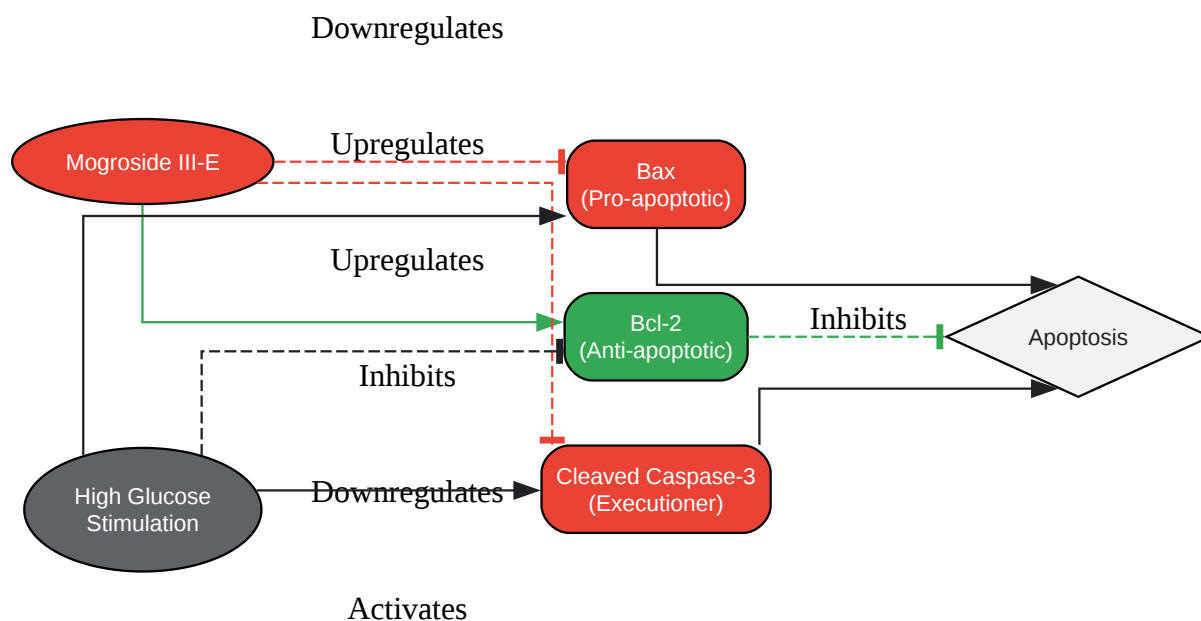 Downregulates
Mogroside III-E
Upregulates
Bax
(Pro-apoptotic)
Upregulates
Bcl-2
(Anti-apoptotic)
Inhibits
Apoptosis
Inhibits
High Glucose
Stimulation
Downregulates
Cleaved Caspase-3
(Executioner)
Activates